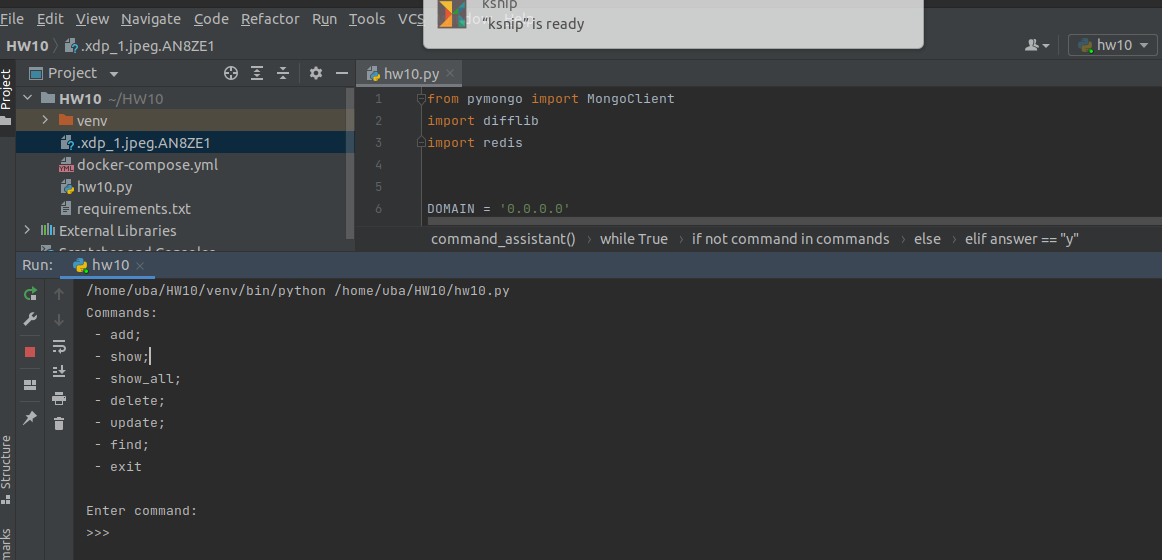 ksnip
"ksnip" is ready
File Edit View Navigate Code Refactor Run Tools VCS
HW10 .xdp_1.jpeg.AN8ZE1 hw10
Project hw10.py
Project
HW10 ~/HW10
venv
.xdp_1.jpeg.AN8ZE1
docker-compose.yml
hw10.py
requirements.txt
External Libraries
Scratches and Consoles
1 from pymongo import MongoClient
2 import difflib
3 import redis
4
5
6 DOMAIN = '0.0.0.0'
command_assistant() › while True › if not command in commands › else › elif answer == "y"
Run: hw10
/home/uba/HW10/venv/bin/python /home/uba/HW10/hw10.py
Commands:
- add;
- show;
- show_all;
- delete;
- update;
- find;
- exit
Enter command:
>>>
Structure